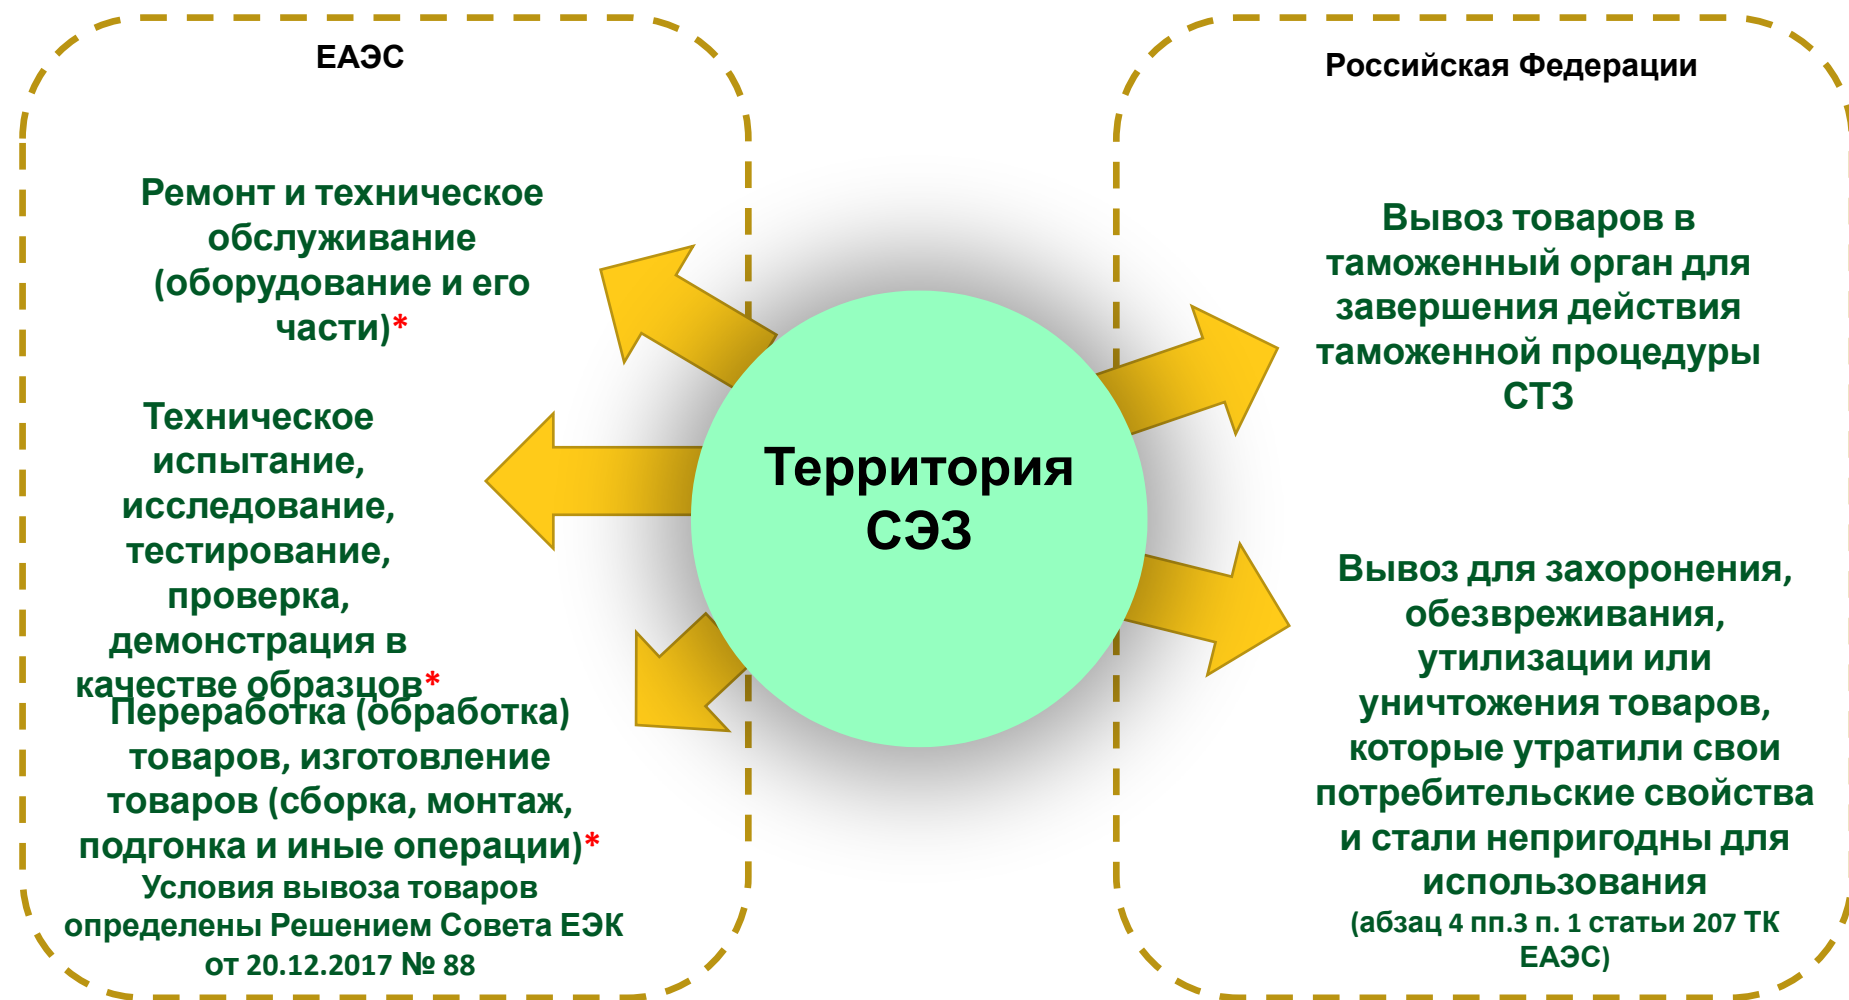 ЕАЭС
Ремонт и техническое
обслуживание
(оборудование и его
части)*
Техническое
испытание,
исследование,
тестирование,
проверка,
демонстрация в
качестве образцов*
Переработка (обработка)
товаров, изготовление
товаров (сборка, монтаж,
подгонка и иные операции)*
Условия вывоза товаров
определены Решением Совета ЕЭК
от 20.12.2017 № 88
Территория
СЭЗ
Российская Федерации
Вывоз товаров в
таможенный орган для
завершения действия
таможенной процедуры
СТЗ
Вывоз для захоронения,
обезвреживания,
утилизации или
уничтожения товаров,
которые утратили свои
потребительские свойства
и стали непригодны для
использования
(абзац 4 пп.3 п. 1 статьи 207 ТК
ЕАЭС)